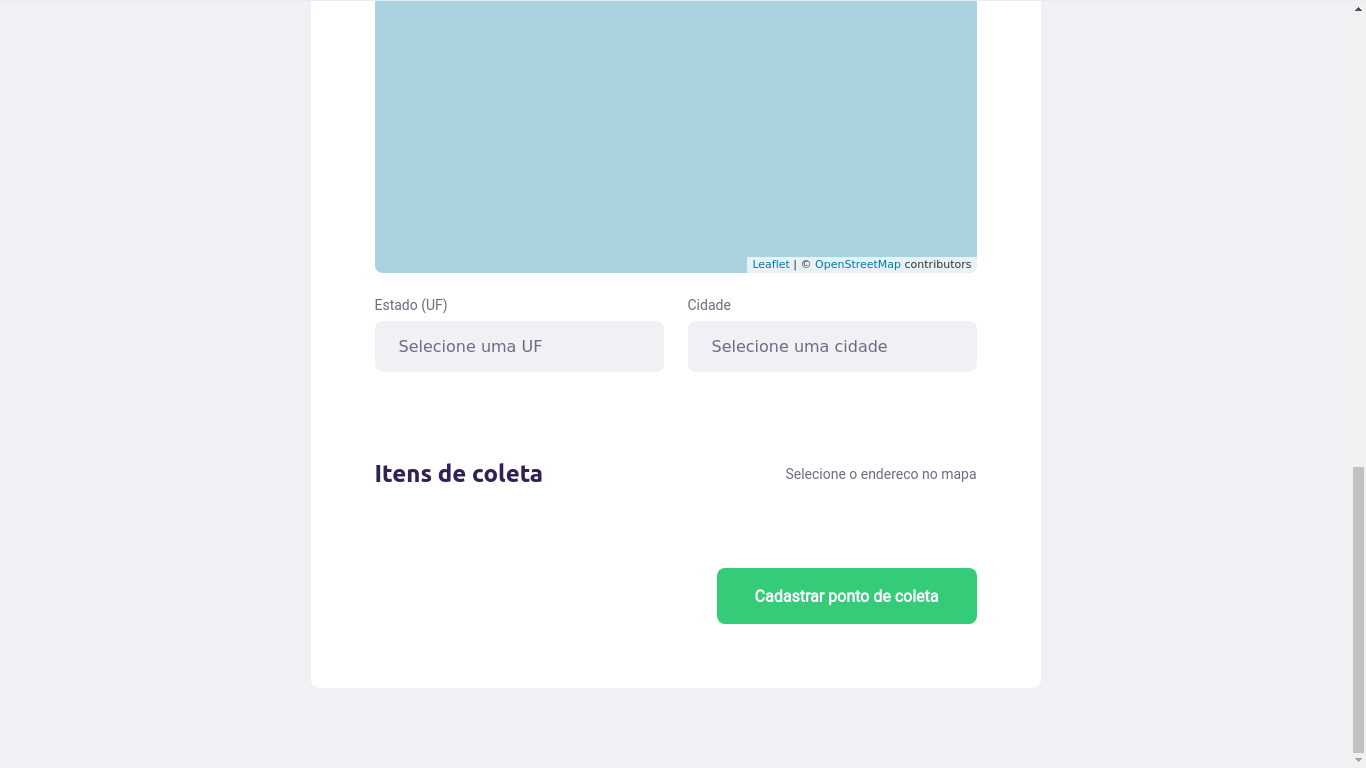 Leaflet | © OpenStreetMap contributors
Estado (UF)
Cidade
Selecione uma UF
Selecione uma cidade
Itens de coleta
Selecione o endereco no mapa
Cadastrar ponto de coleta